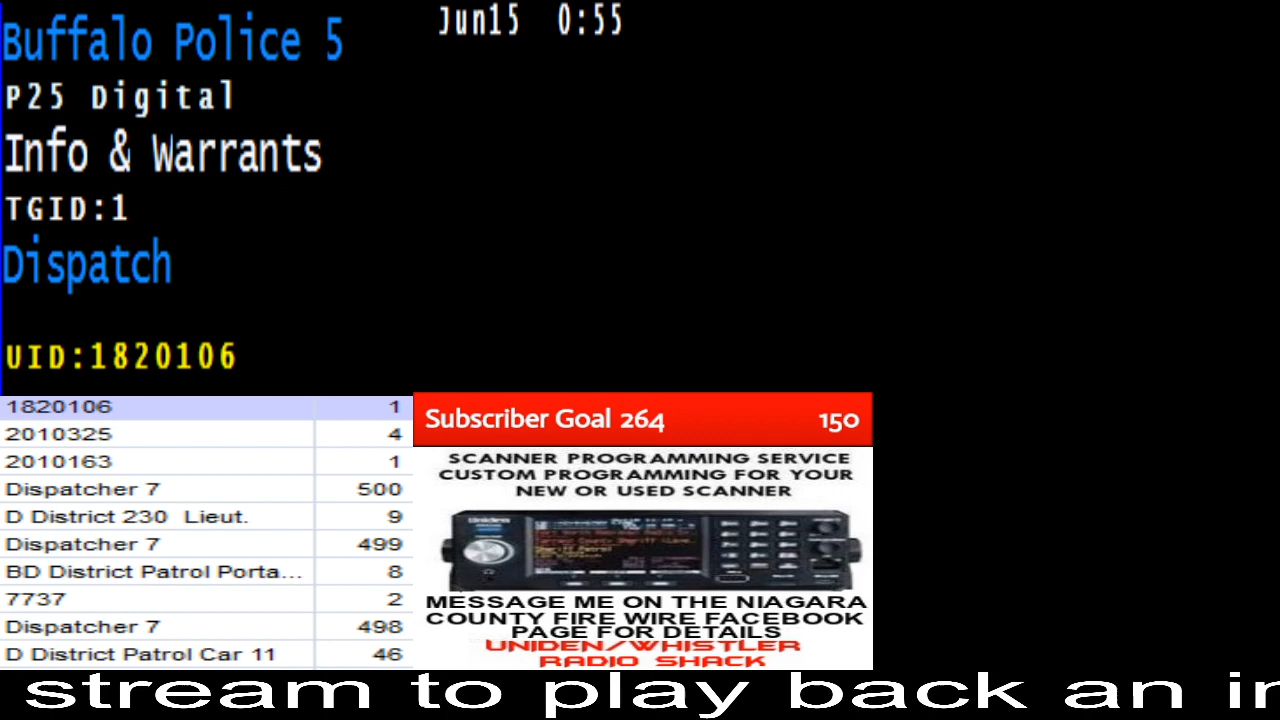 Buffalo Police 5
Jun15 0:55
P25 Digital
Info & Warrants
TGID:1
Dispatch
UID:1820106
1820106 1
2010325 4
2010163 1
Dispatcher 7 500
D District 230 Lieut. 9
Dispatcher 7 499
BD District Patrol Porta... 8
7737 2
Dispatcher 7 498
D District Patrol Car 11 46
Subscriber Goal 264 150
SCANNER PROGRAMMING SERVICE
CUSTOM PROGRAMMING FOR YOUR
NEW OR USED SCANNER
Uniden
MESSAGE ME ON THE NIAGARA
COUNTY FIRE WIRE FACEBOOK
PAGE FOR DETAILS
UNIDEN/WHISTLER
RADIO SHACK
stream to play back an in